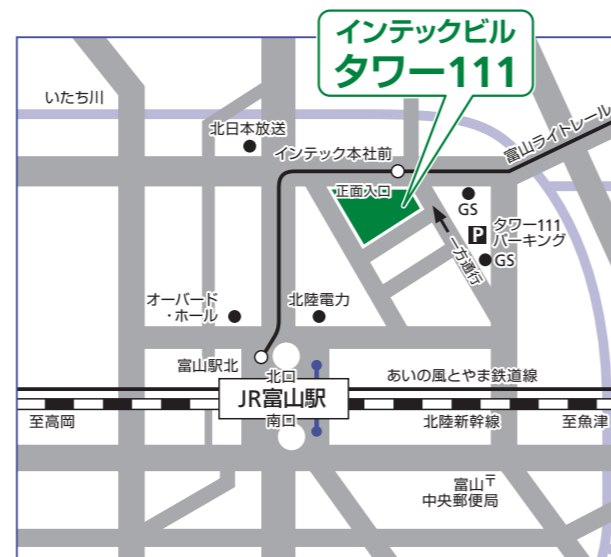 インテックビル
タワー111
いたち川
北日本放送
インテック本社前
富山ライトレール
正面入口
GS
P
タワー111
パーキング
GS
一方通行
オーバード
・ホール
北陸電力
富山駅北
北口
あいの風とやま鉄道線
JR富山駅
至高岡
南口
北陸新幹線
至魚津
富山〒
中央郵便局